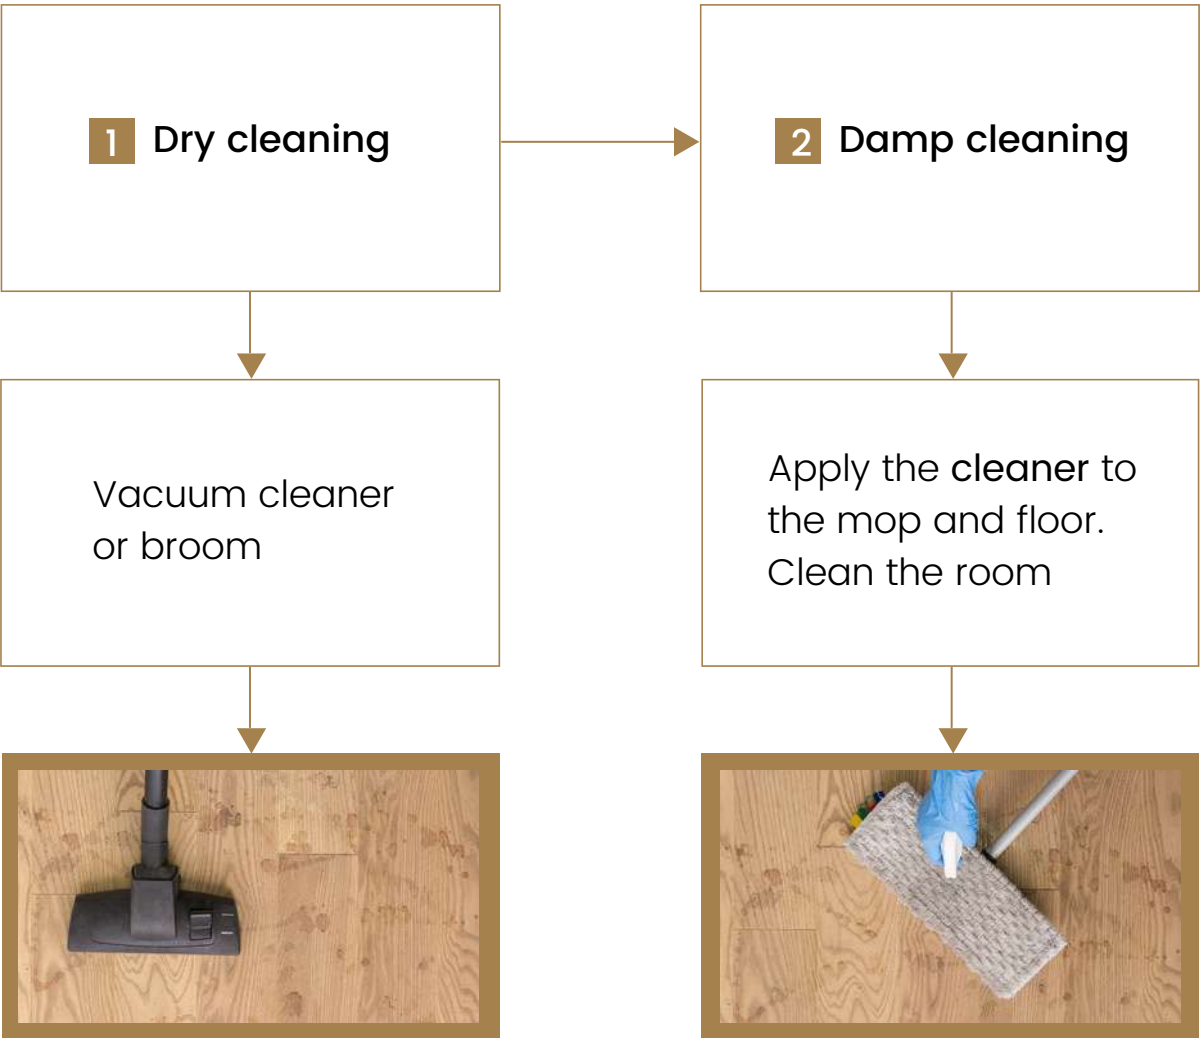 1 Dry cleaning
2 Damp cleaning
Vacuum cleaner
or broom
Apply the cleaner to
the mop and floor.
Clean the room